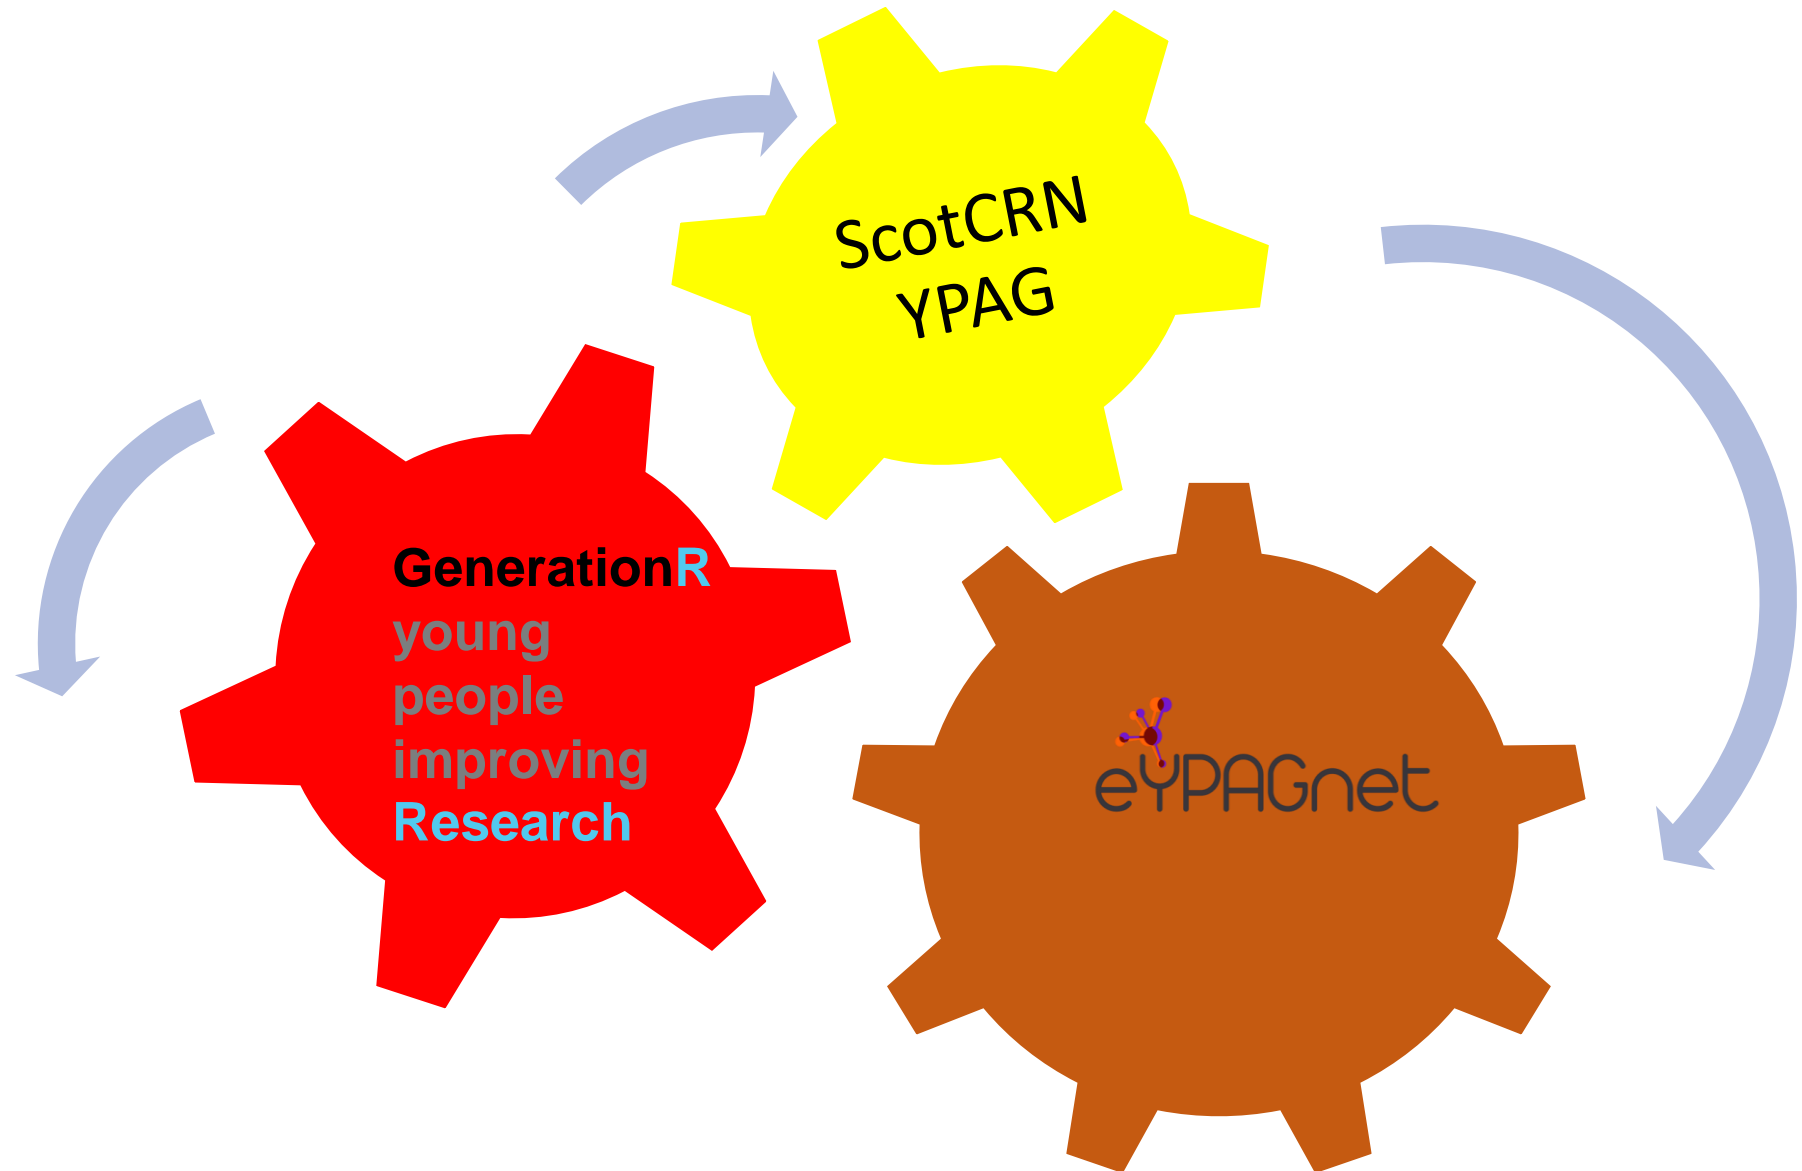 ScotCRN
YPAG
GenerationR
young
people
improving
Research
eYPAGnet